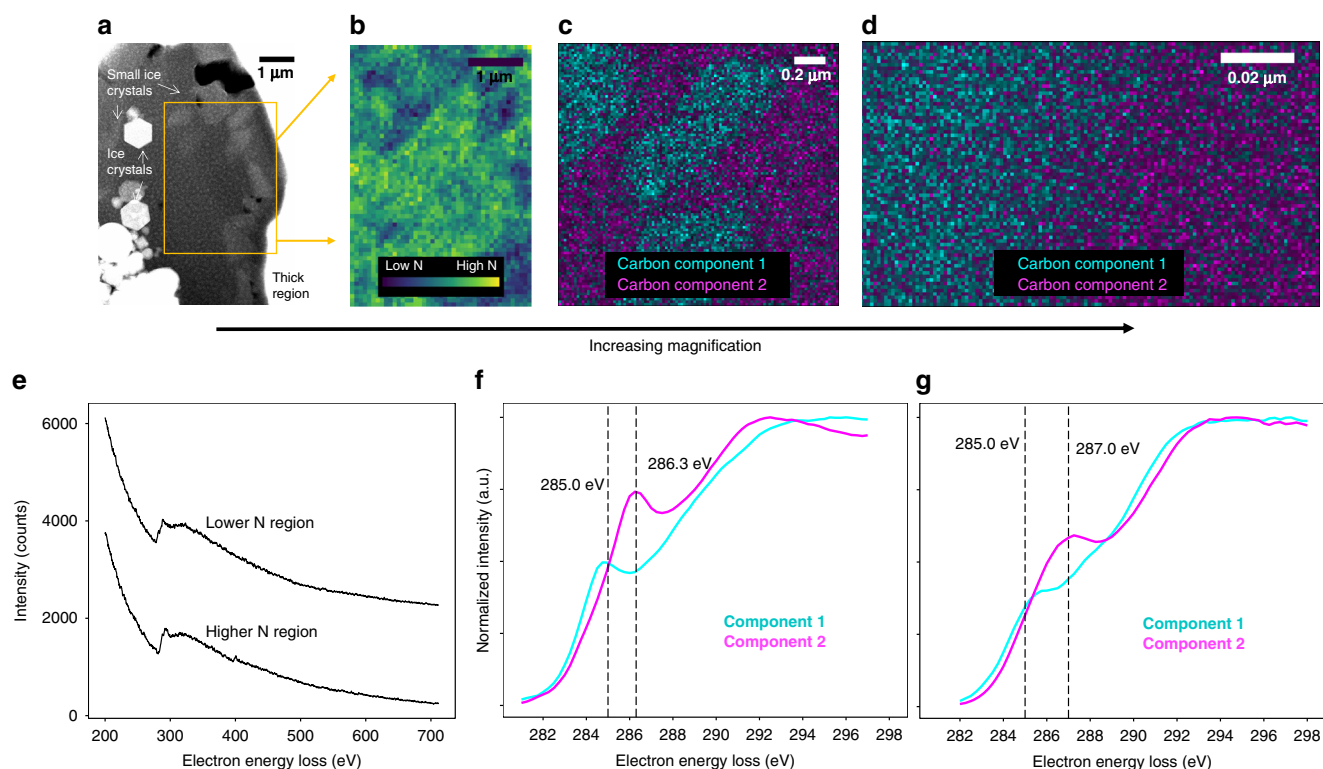 a
b
c
d
1 μm
Small ice
crystals
Ice
crystals
Thick
region
1 μm
Low N High N
0.2 μm
Carbon component 1
Carbon component 2
0.02 μm
Carbon component 1
Carbon component 2
Increasing magnification
e
Intensity (counts)
6000
4000
2000
0
Lower N region
Higher N region
200 300 400 500 600 700
Electron energy loss (eV)
f
Normalized intensity (a.u.)
285.0 eV
286.3 eV
Component 1
Component 2
282 284 286 288 290 292 294 296 298
Electron energy loss (eV)
g
285.0 eV
287.0 eV
Component 1
Component 2
282 284 286 288 290 292 294 296 298
Electron energy loss (eV)